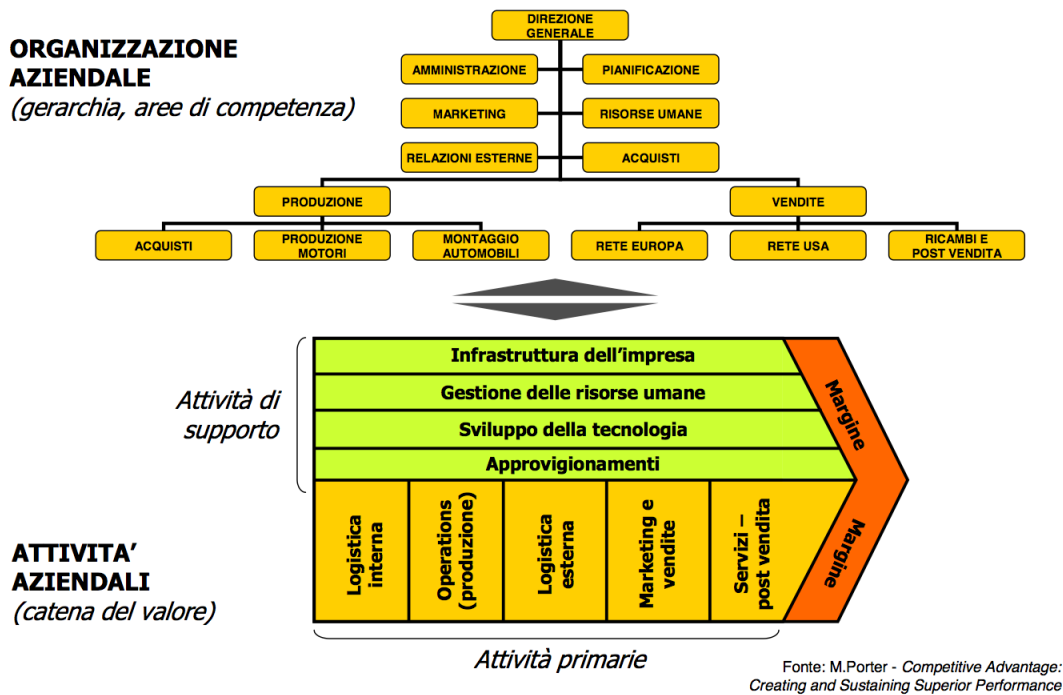 DIREZIONE
GENERALE
ORGANIZZAZIONE
AZIENDALE
(gerarchia, aree di competenza)
AMMINISTRAZIONE
PIANIFICAZIONE
MARKETING
RISORSE UMANE
RELAZIONI ESTERNE
ACQUISTI
PRODUZIONE
VENDITE
ACQUISTI
PRODUZIONE
MOTORI
MONTAGGIO
AUTOMOBILI
RETE EUROPA
RETE USA
RICAMBI E
POST VENDITA
Attività di
supporto
Infrastruttura dell'impresa
Gestione delle risorse umane
Sviluppo della tecnologia
Approvigionamenti
Margine
Margine
ATTIVITA'
AZIENDALI
(catena del valore)
Logistica
interna
Operations
(produzione)
Logistica
esterna
Marketing e
vendite
Servizi –
post vendita
Attività primarie
Fonte: M.Porter - Competitive Advantage:
Creating and Sustaining Superior Performance